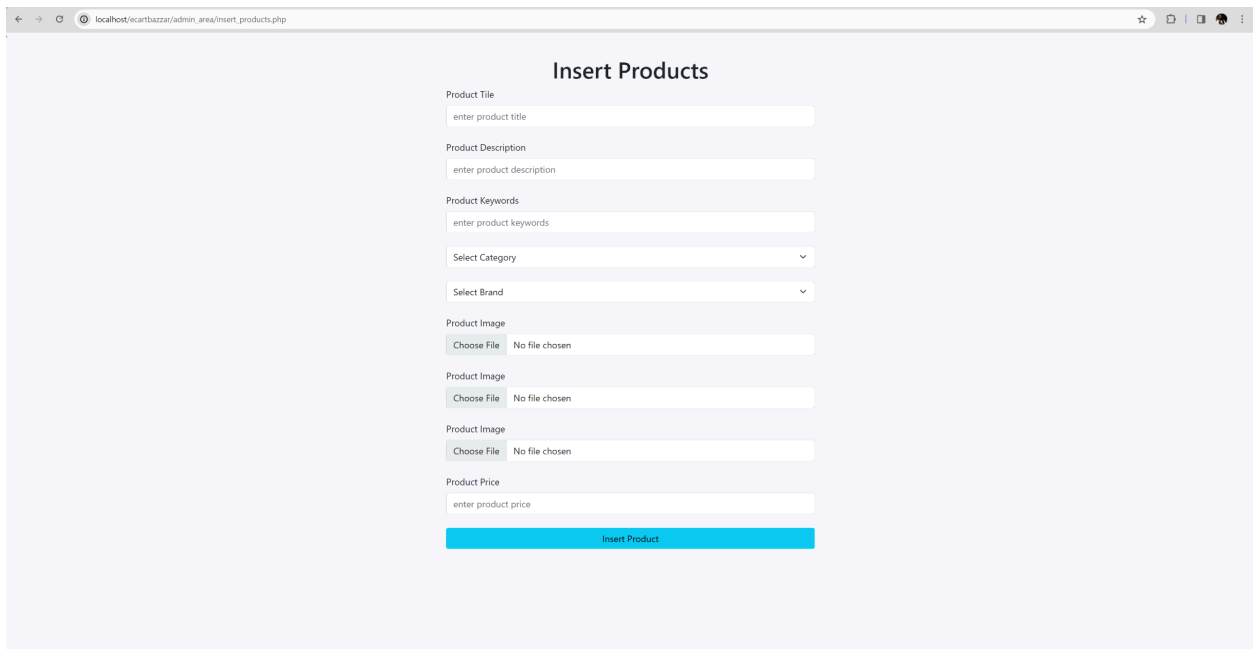 localhost/ecartbazzar/admin_area/insert_products.php
Insert Products
Product Tile
enter product title
Product Description
enter product description
Product Keywords
enter product keywords
Select Category
Select Brand
Product Image
Choose File No file chosen
Product Image
Choose File No file chosen
Product Image
Choose File No file chosen
Product Price
enter product price
Insert Product